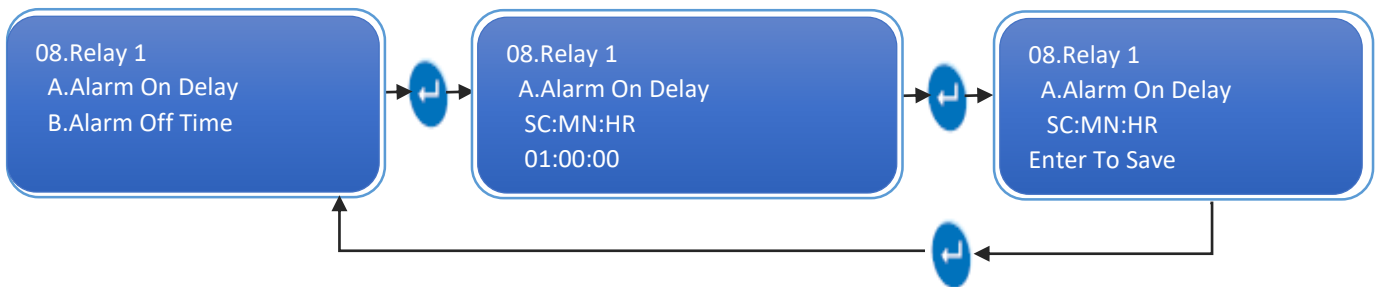 08.Relay 1
A.Alarm On Delay
B.Alarm Off Time
08.Relay 1
A.Alarm On Delay
SC:MN:HR
01:00:00
08.Relay 1
A.Alarm On Delay
SC:MN:HR
Enter To Save